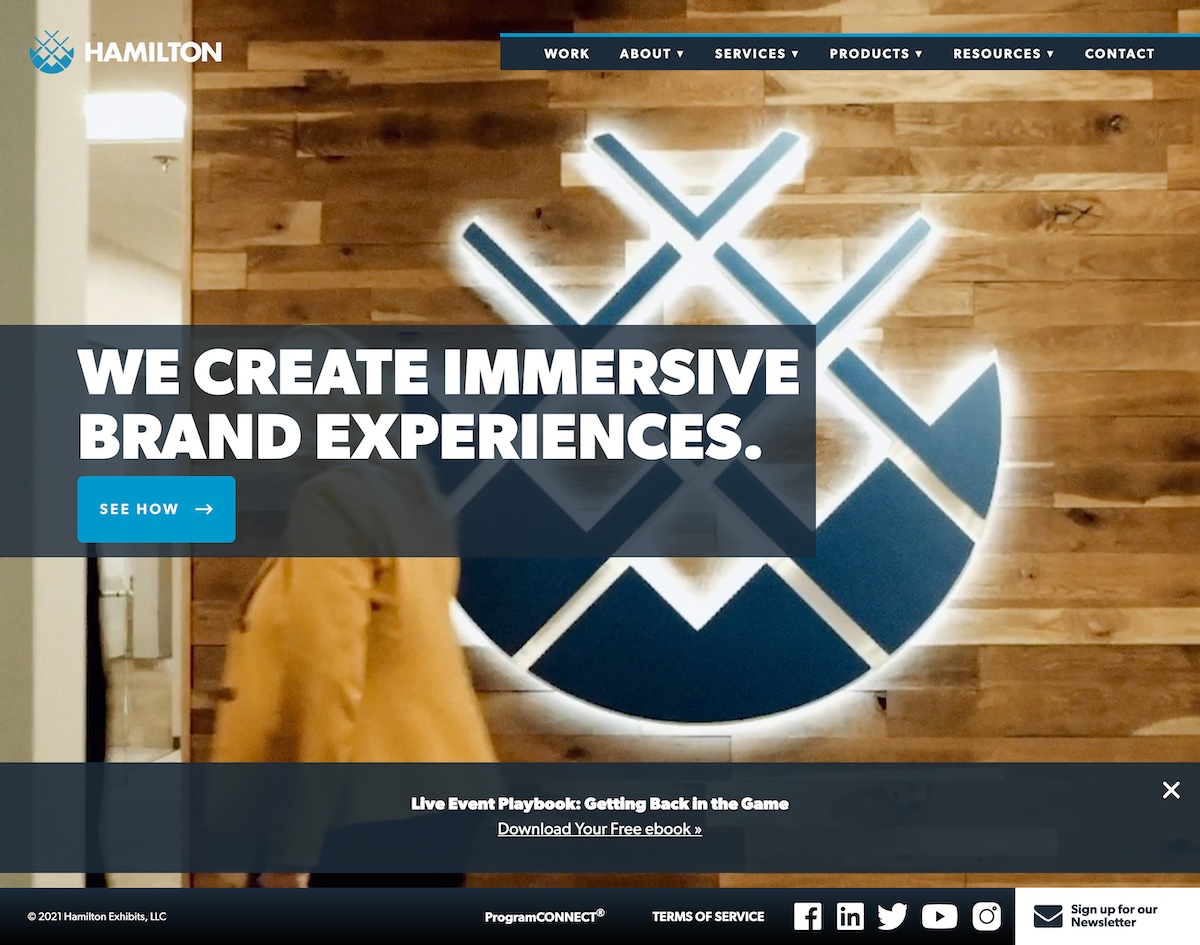 HAMILTON
WORK
ABOUT ▾
SERVICES ▾
PRODUCTS ▾
RESOURCES ▾
CONTACT
WE CREATE IMMERSIVE
BRAND EXPERIENCES.
SEE HOW →
Live Event Playbook: Getting Back in the Game
Download Your Free ebook »
© 2021 Hamilton Exhibits, LLC
ProgramCONNECT®
TERMS OF SERVICE
Sign up for our
Newsletter